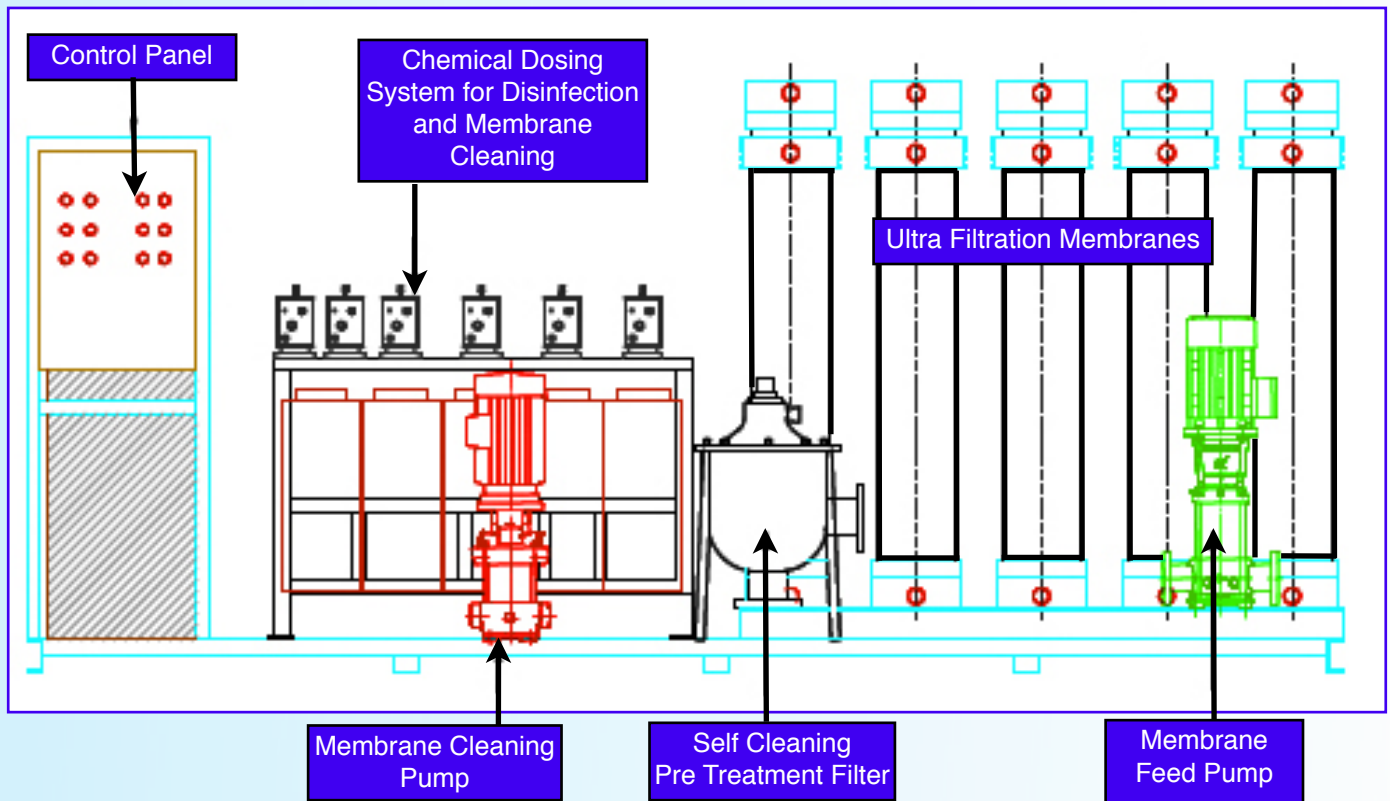 Control Panel
Chemical Dosing
System for Disinfection
and Membrane
Cleaning
Ultra Filtration Membranes
Membrane Cleaning
Pump
Self Cleaning
Pre Treatment Filter
Membrane
Feed Pump